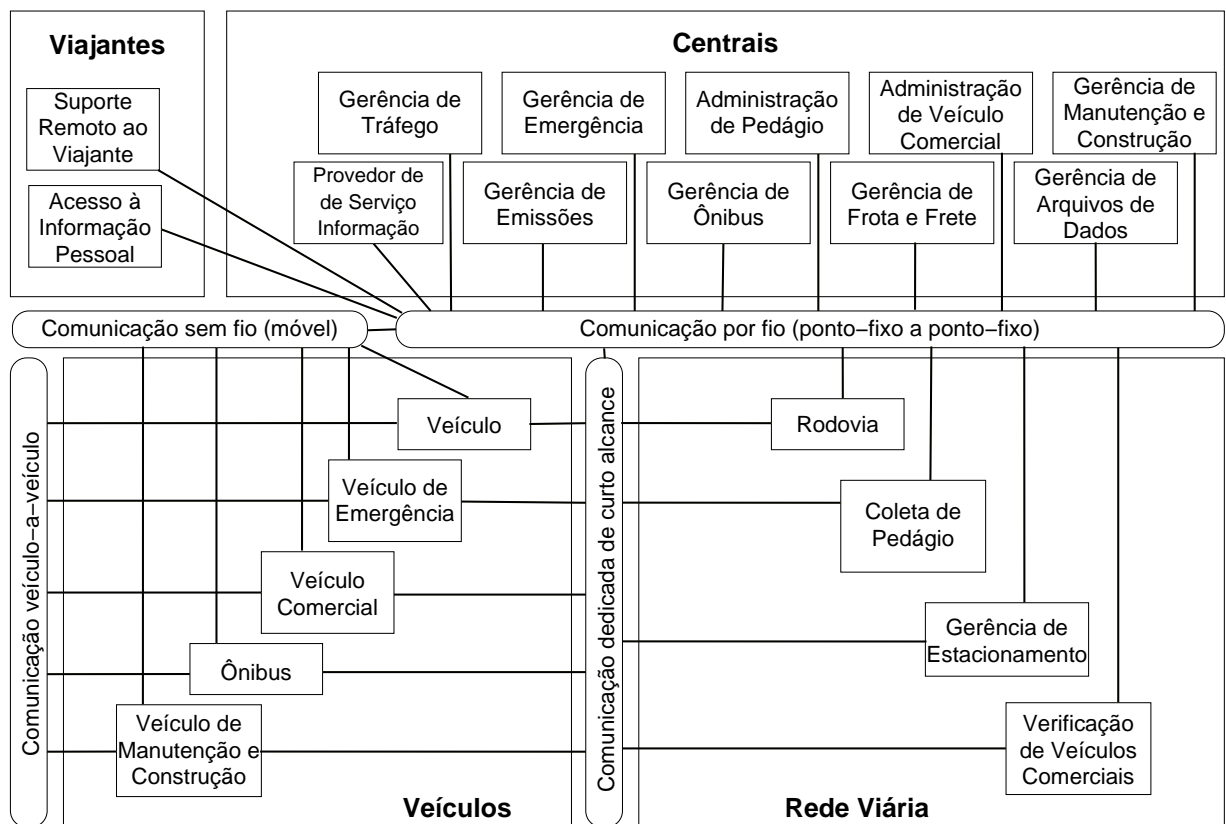 Viajantes
Suporte
Remoto ao
Viajante
Acesso à
Informação
Pessoal
Centrais
Gerência de
Tráfego
Gerência de
Emergência
Administração
de Pedágio
Administração
de Veículo
Comercial
Gerência de
Manutenção e
Construção
Provedor de
de Serviço
Informação
Gerência de
Emissões
Gerência de
Ônibus
Gerência de
Frota e Frete
Gerência de
Arquivos de
Dados
Comunicação sem fio (móvel)
Comunicação por fio (ponto−fixo a ponto−fixo)
Comunicação veículo−a−veículo
Veículo
Veículo de
Emergência
Veículo
Comercial
Ônibus
Veículo de
Manutenção e
Construção
Veículos
Comunicação dedicada de curto alcance
Rodovia
Coleta de
Pedágio
Gerência de
Estacionamento
Verificação
de Veículos
Comerciais
Rede Viária